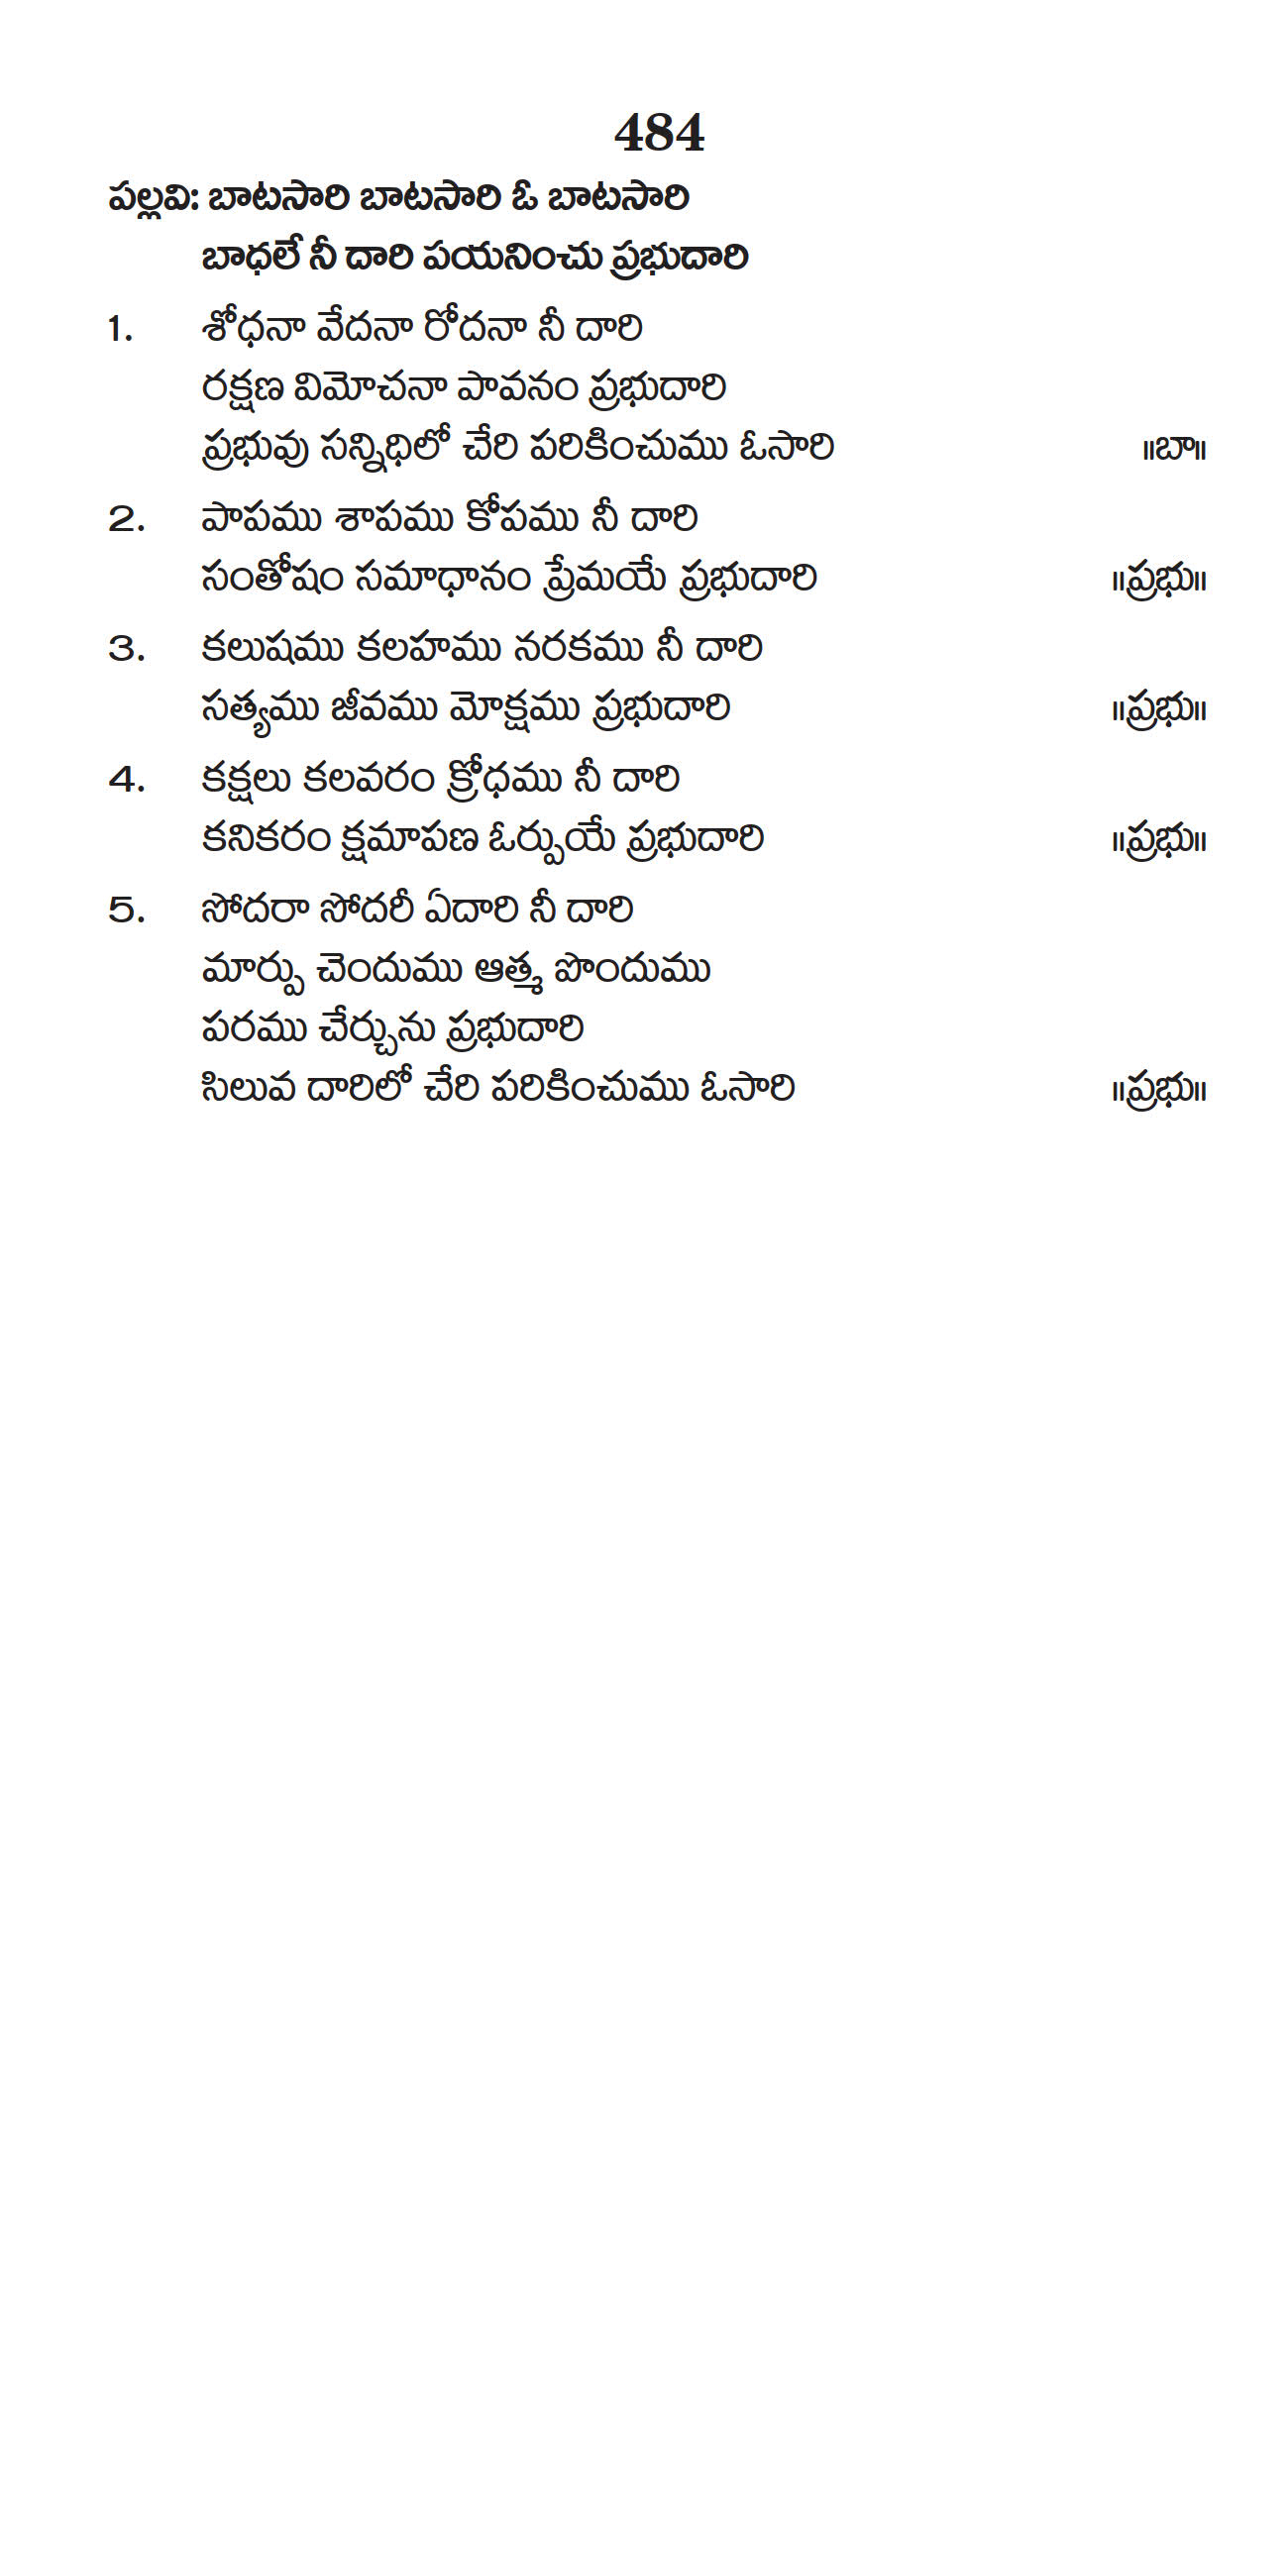 484
పల్లవి: బాటసారి బాటసారి ఓ బాటసారి
బాధలే నీ దారి పయనించు ప్రభుదారి
1. శోధనా వేదనా రోదనా నీ దారి
రక్షణ విమోచనా పావనం ప్రభుదారి
ప్రభువు సన్నిధిలో చేరి పరికించుము ఓసారి ॥బా॥
2. పాపము శాపము కోపము నీ దారి
సంతోషం సమాధానం ప్రేమయే ప్రభుదారి ॥ప్రభు॥
3. కలుషము కలహము నరకము నీ దారి
సత్యము జీవము మోక్షము ప్రభుదారి ॥ప్రభు॥
4. కక్షలు కలవరం క్రోధము నీ దారి
కనికరం క్షమాపణ ఓర్పుయే ప్రభుదారి ॥ప్రభు॥
5. సోదరా సోదరీ ఏదారి నీ దారి
మార్పు చెందుము ఆత్మ పొందుము
పరము చేర్చును ప్రభుదారి
సిలువ దారిలో చేరి పరికించుము ఓసారి ॥ప్రభు॥